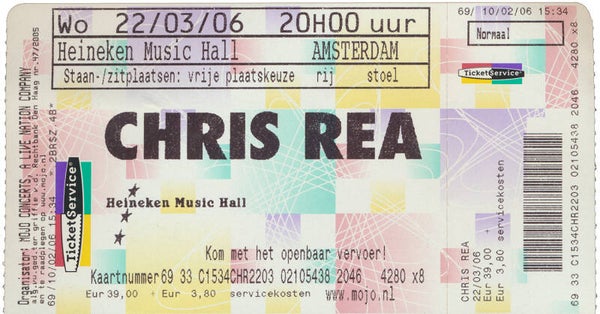 Wo 22/03/06 20H00 uur
Heineken Music Hall AMSTERDAM
Staan-/zitplaatsen: vrije plaatskeuze rij stoel
CHRIS REA
Heineken Music Hall
Kom met het openbaar vervoer!
Kaartnummer 69 33 C1534CHR2203 02105438 2046 4280 x8
Eur 39,00 + Eur 3,80 servicekosten www.mojo.nl
Organisator: MOJO CONCERTS, A LIVE NATION COMPANY
69/ 10/02/06 15:34 * 2BRSZ 4B*
TicketService
69/ 10/02/06 15:34
Normaal
TicketService
69 33 C1534CHR2203 02105438 2046 4280 x8
CHRIS REA
22/03/06
Eur 39,00 +
Eur 3,80 servicekosten